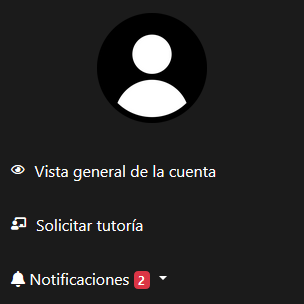 Vista general de la cuenta
Solicitar tutoría
Notificaciones 2